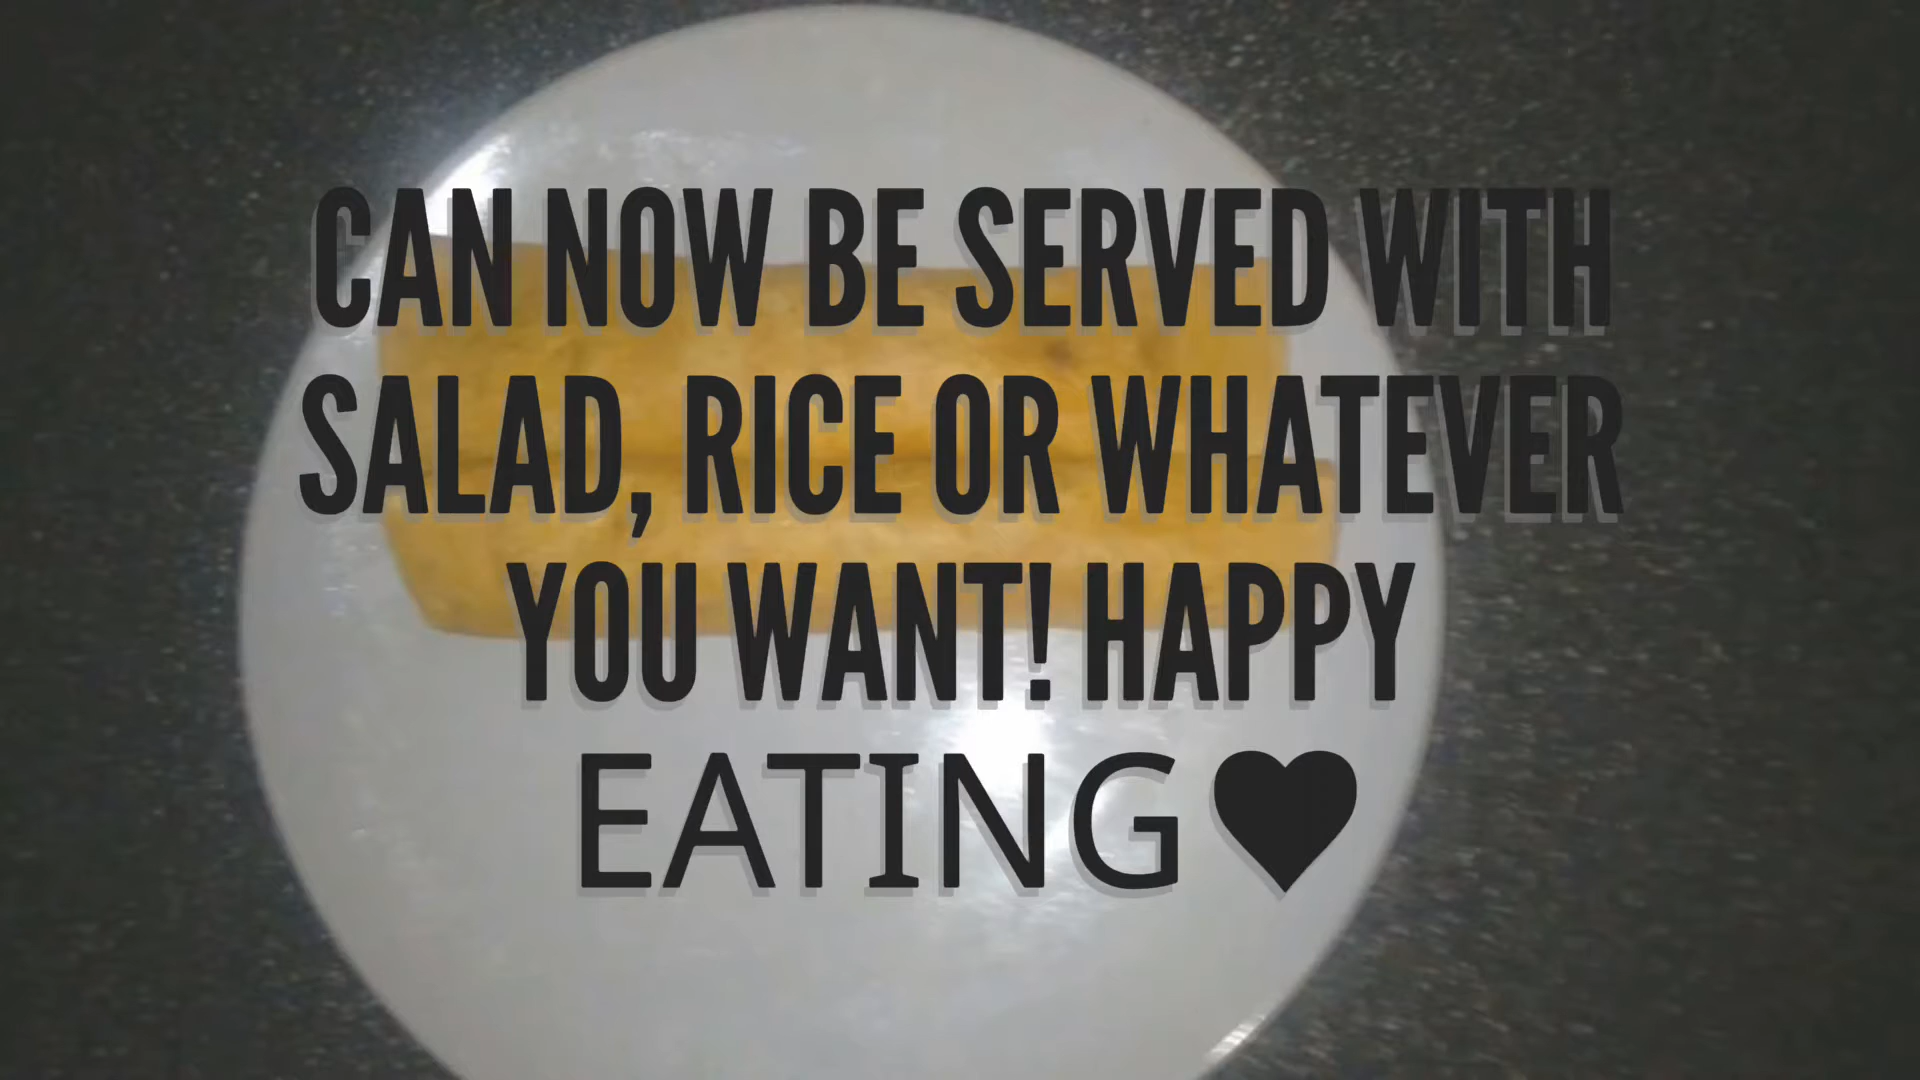 CAN NOW BE SERVED WITH
SALAD, RICE OR WHATEVER
YOU WANT! HAPPY
EATING♥